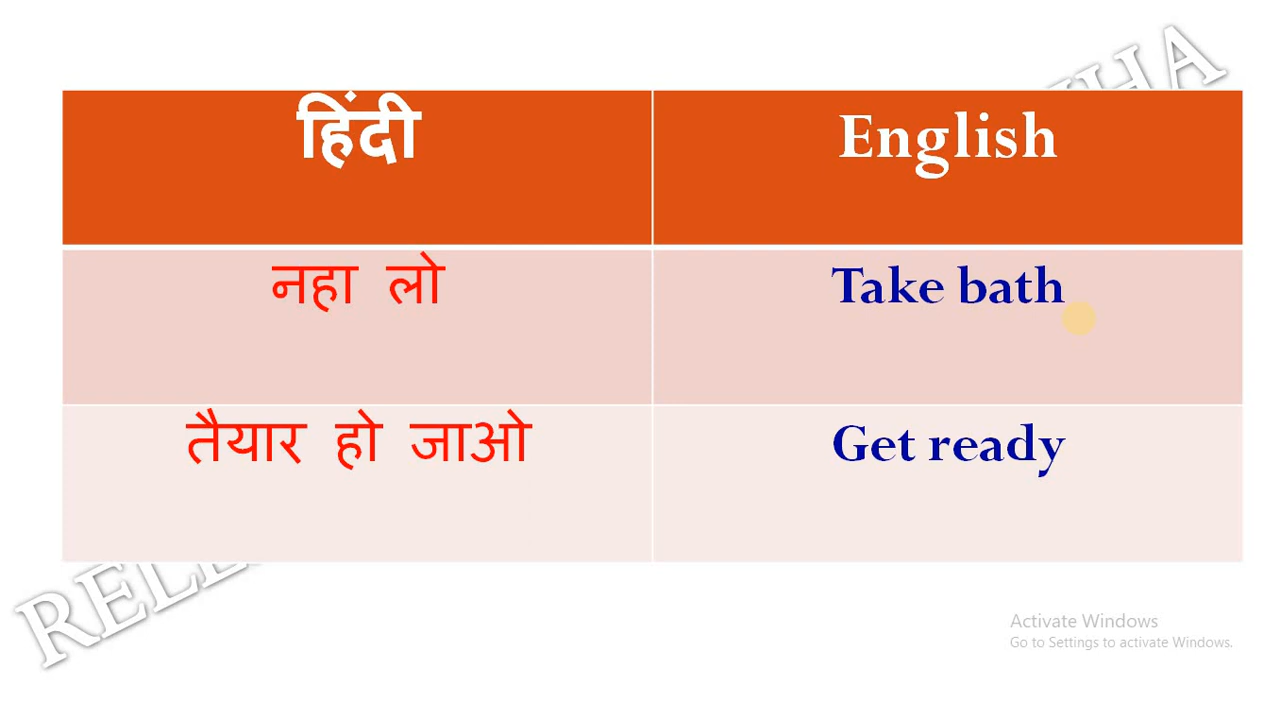 हिंदी
English
नहा लो
Take bath
तैयार हो जाओ
Get ready
Activate Windows
Go to Settings to activate Windows.